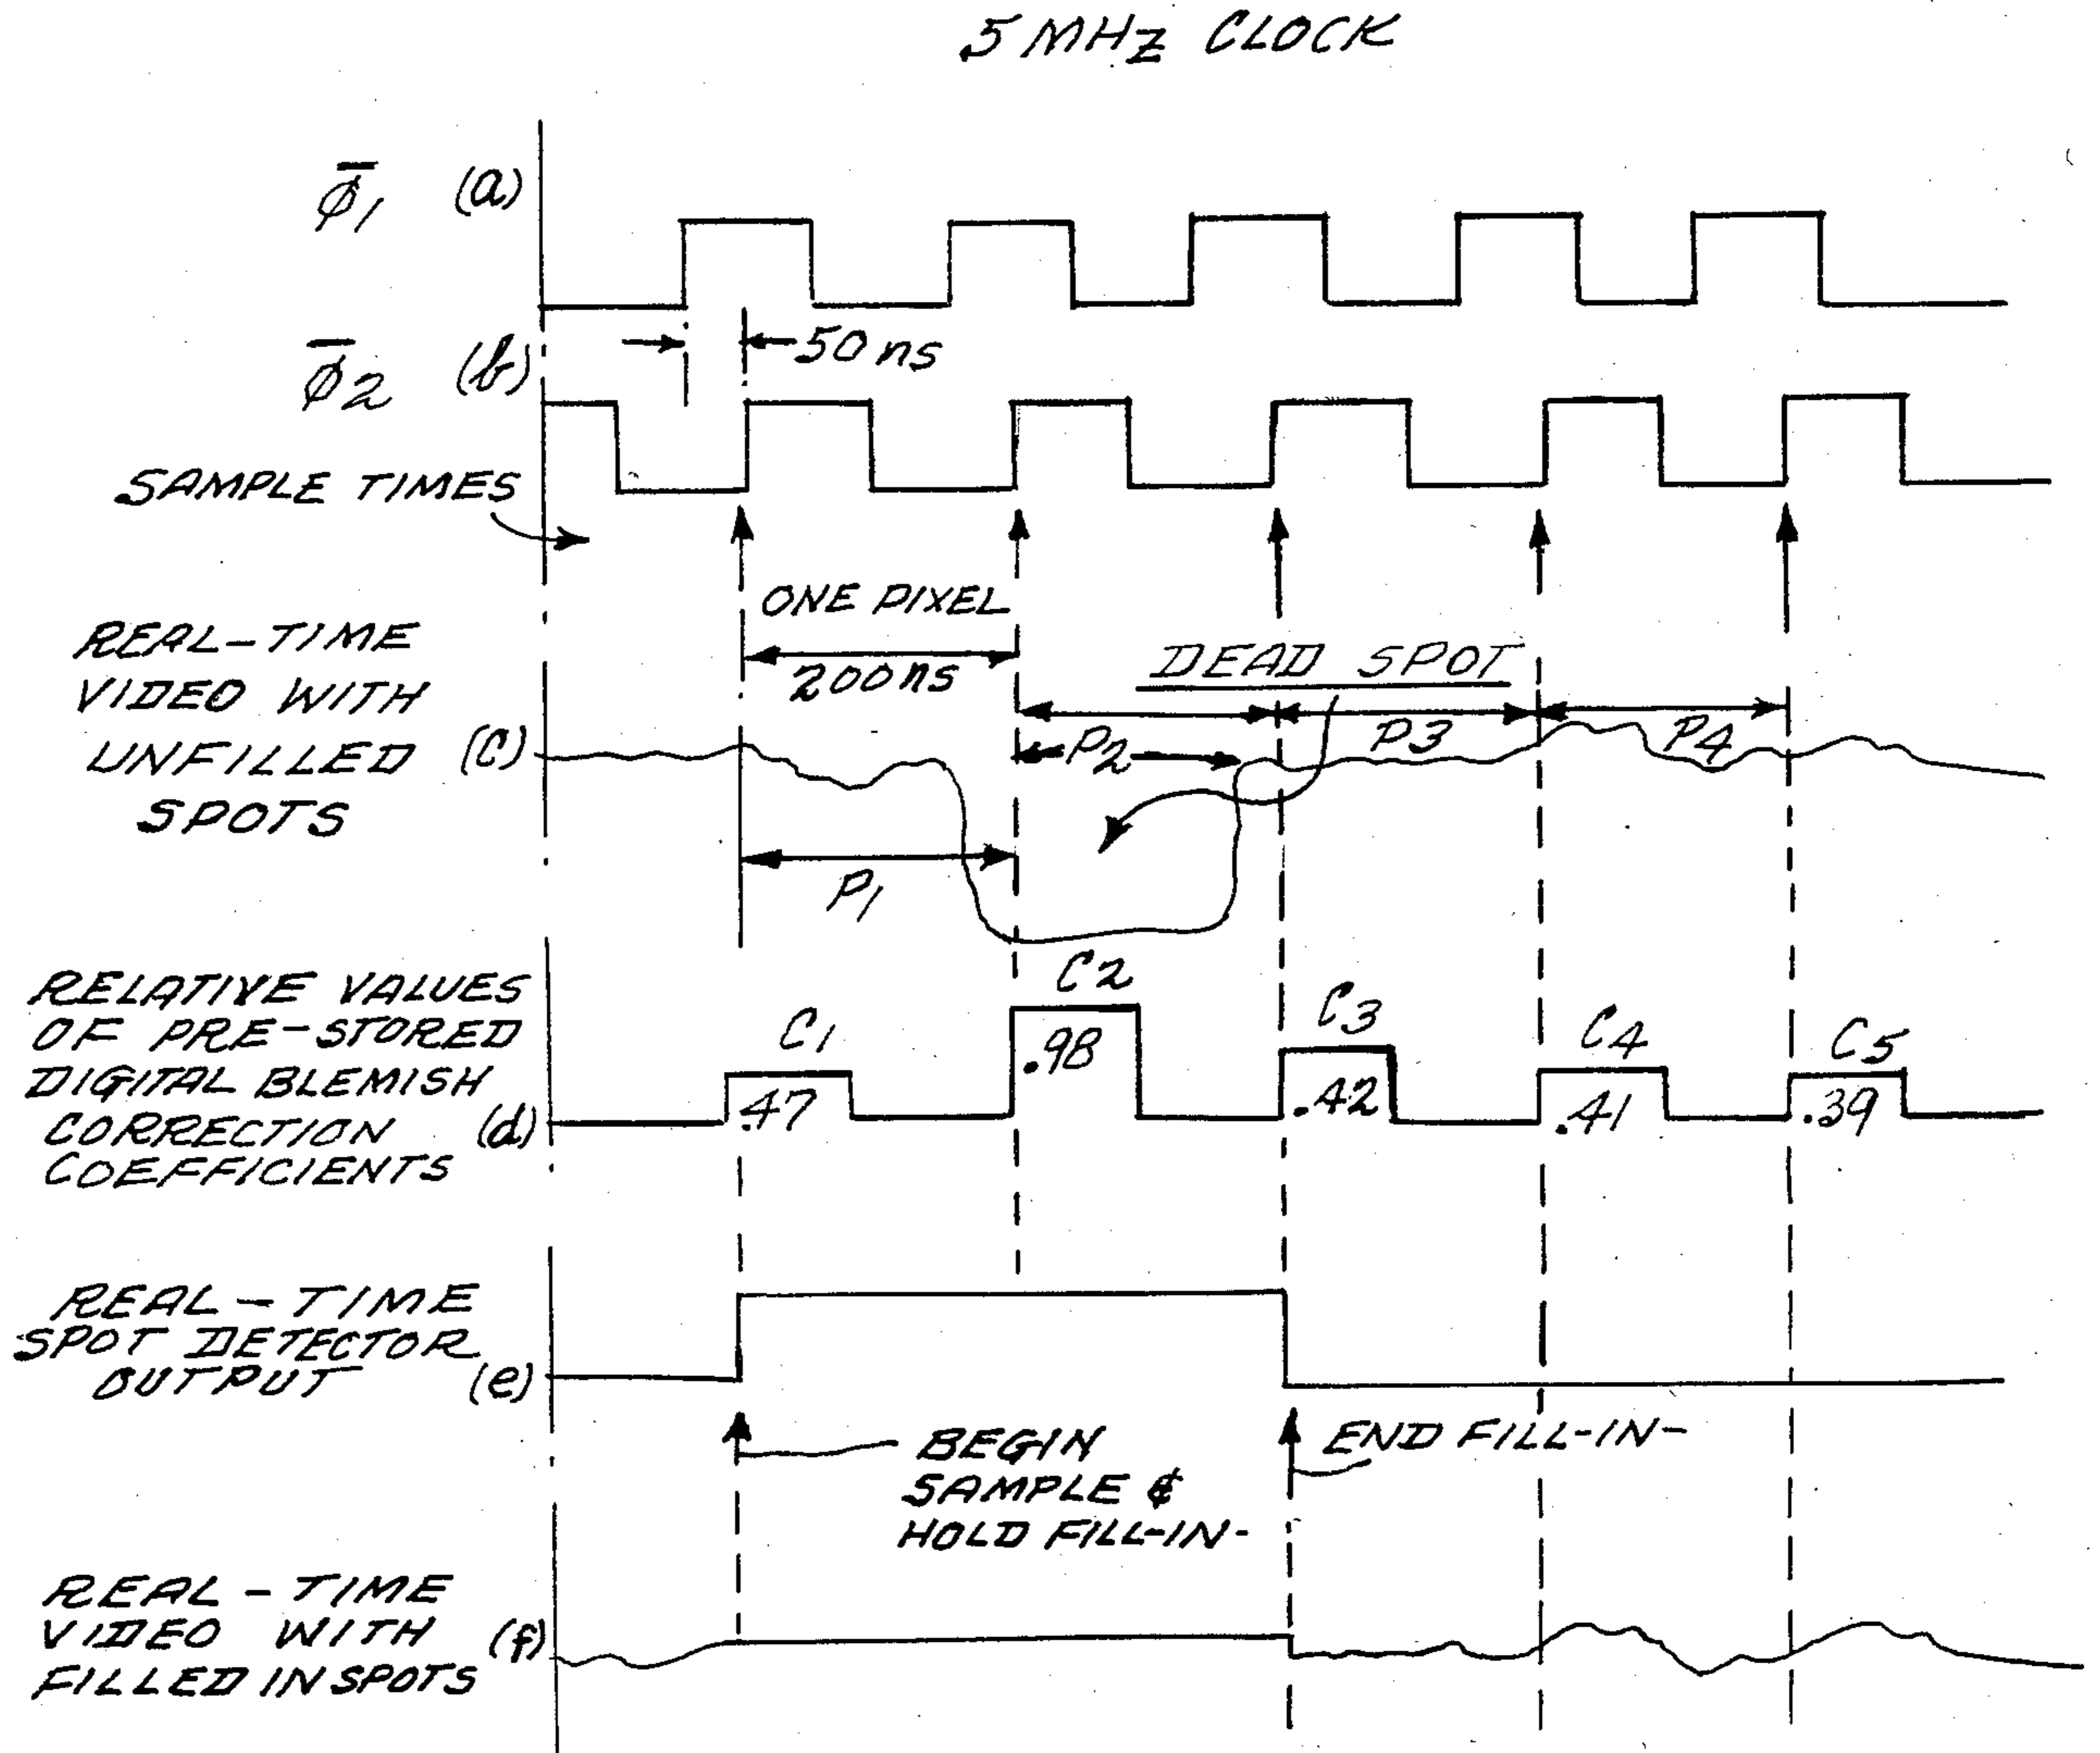 5 MHz CLOCK
ϕ̅1 (a)
50 ns
ϕ̅2 (b)
SAMPLE TIMES
ONE PIXEL
200 ns
REAL-TIME
VIDEO WITH
UNFILLED
SPOTS
(c)
DEAD SPOT
P2
P3
P4
P1
RELATIVE VALUES
OF PRE-STORED
DIGITAL BLEMISH
CORRECTION
COEFFICIENTS
(d)
C1
.47
C2
.98
C3
.42
C4
.41
C5
.39
REAL-TIME
SPOT DETECTOR
OUTPUT
(e)
BEGIN
SAMPLE &
HOLD FILL-IN-
END FILL-IN-
REAL-TIME
VIDEO WITH
FILLED IN SPOTS
(f)